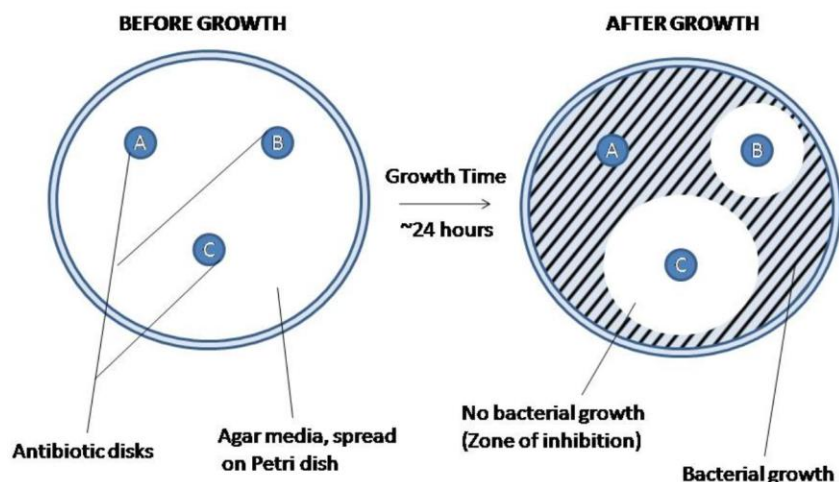 BEFORE GROWTH
A
B
C
Antibiotic disks
Agar media, spread
on Petri dish
Growth Time
~24 hours
AFTER GROWTH
A
B
C
No bacterial growth
(Zone of inhibition)
Bacterial growth